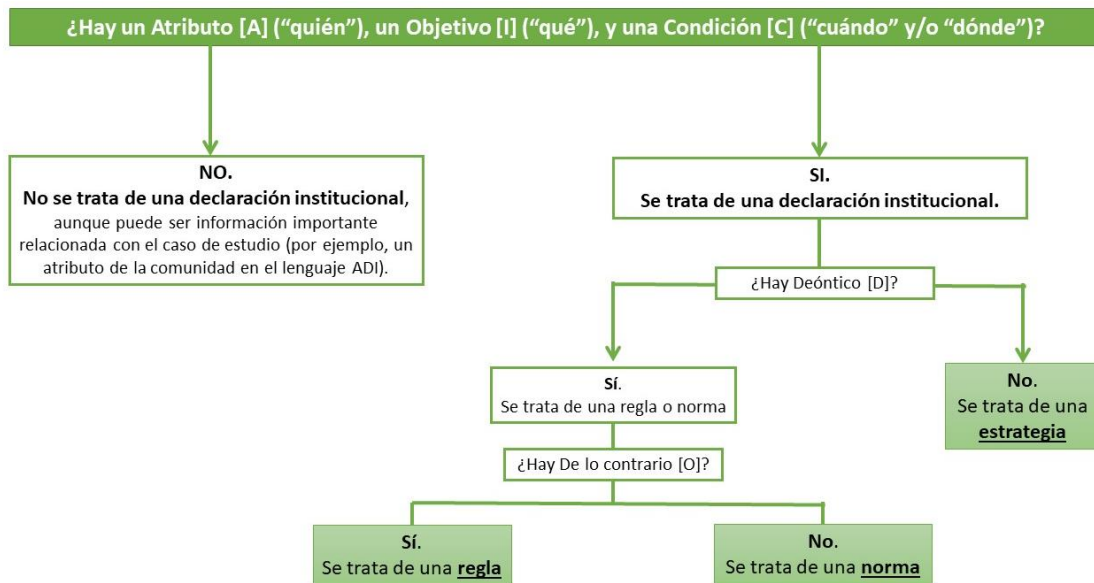 ¿Hay un Atributo [A] (“quién”), un Objetivo [I] (“qué”), y una Condición [C] (“cuándo” y/o “dónde”)?
NO.
No se trata de una declaración institucional,
aunque puede ser información importante
relacionada con el caso de estudio (por ejemplo, un
atributo de la comunidad en el lenguaje ADI).
SI.
Se trata de una declaración institucional.
¿Hay Deóntico [D]?
Sí.
Se trata de una regla o norma
No.
Se trata de una
estrategia
¿Hay De lo contrario [O]?
Sí.
Se trata de una regla
No.
Se trata de una norma